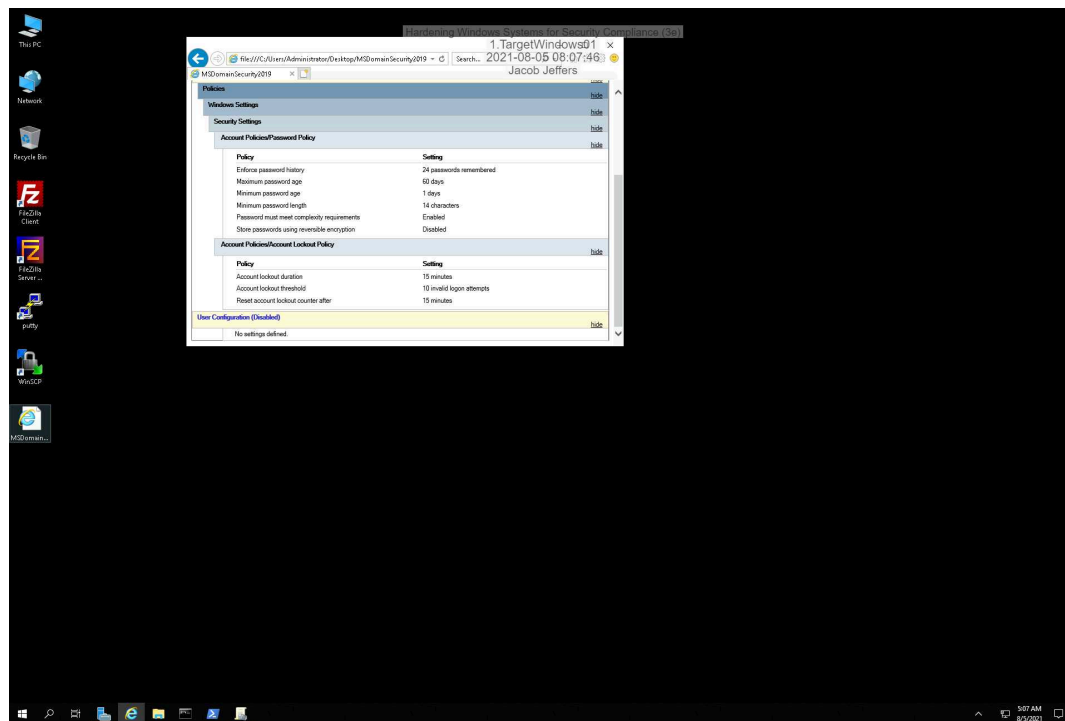 Hardening Windows Systems for Security Compliance (3e)
1.TargetWindows01
2021-08-05 08:07:46
Jacob Jeffers
This PC
Network
Recycle Bin
FileZilla
Client
FileZilla
Server ...
putty
WinSCP
MSDomain...
file:///C:/Users/Administrator/Desktop/MSDomainSecurity2019
Search...
MSDomainSecurity2019
hide
Policies
hide
Windows Settings
hide
Security Settings
hide
Account Policies/Password Policy
hide
Policy Setting
Enforce password history 24 passwords remembered
Maximum password age 60 days
Minimum password age 1 days
Minimum password length 14 characters
Password must meet complexity requirements Enabled
Store passwords using reversible encryption Disabled
Account Policies/Account Lockout Policy
hide
Policy Setting
Account lockout duration 15 minutes
Account lockout threshold 10 invalid logon attempts
Reset account lockout counter after 15 minutes
User Configuration (Disabled)
hide
No settings defined.
5:07 AM
8/5/2021